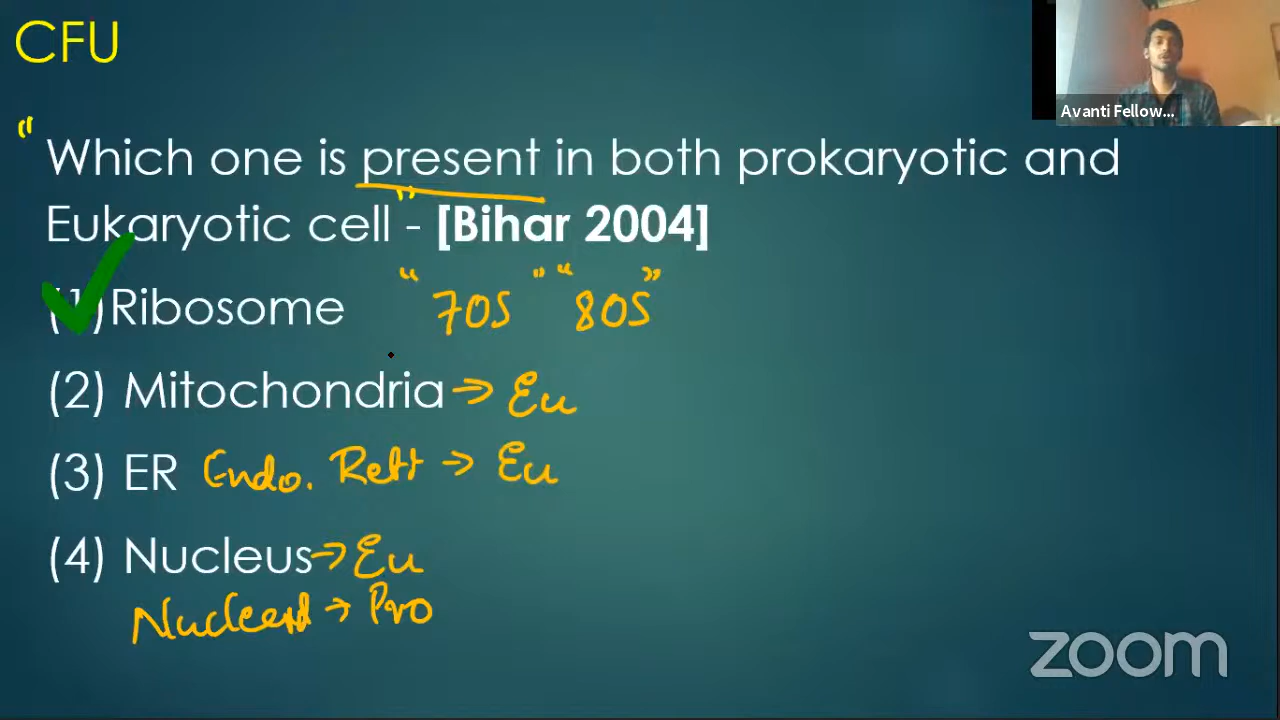 CFU
Avanti Fellow...
" Which one is present in both prokaryotic and
Eukaryotic cell" - [Bihar 2004]
(1) Ribosome "70S" "80S"
(2) Mitochondria → Eu
(3) ER Endo. Reti → Eu
(4) Nucleus → Eu
→ Pro
zoom